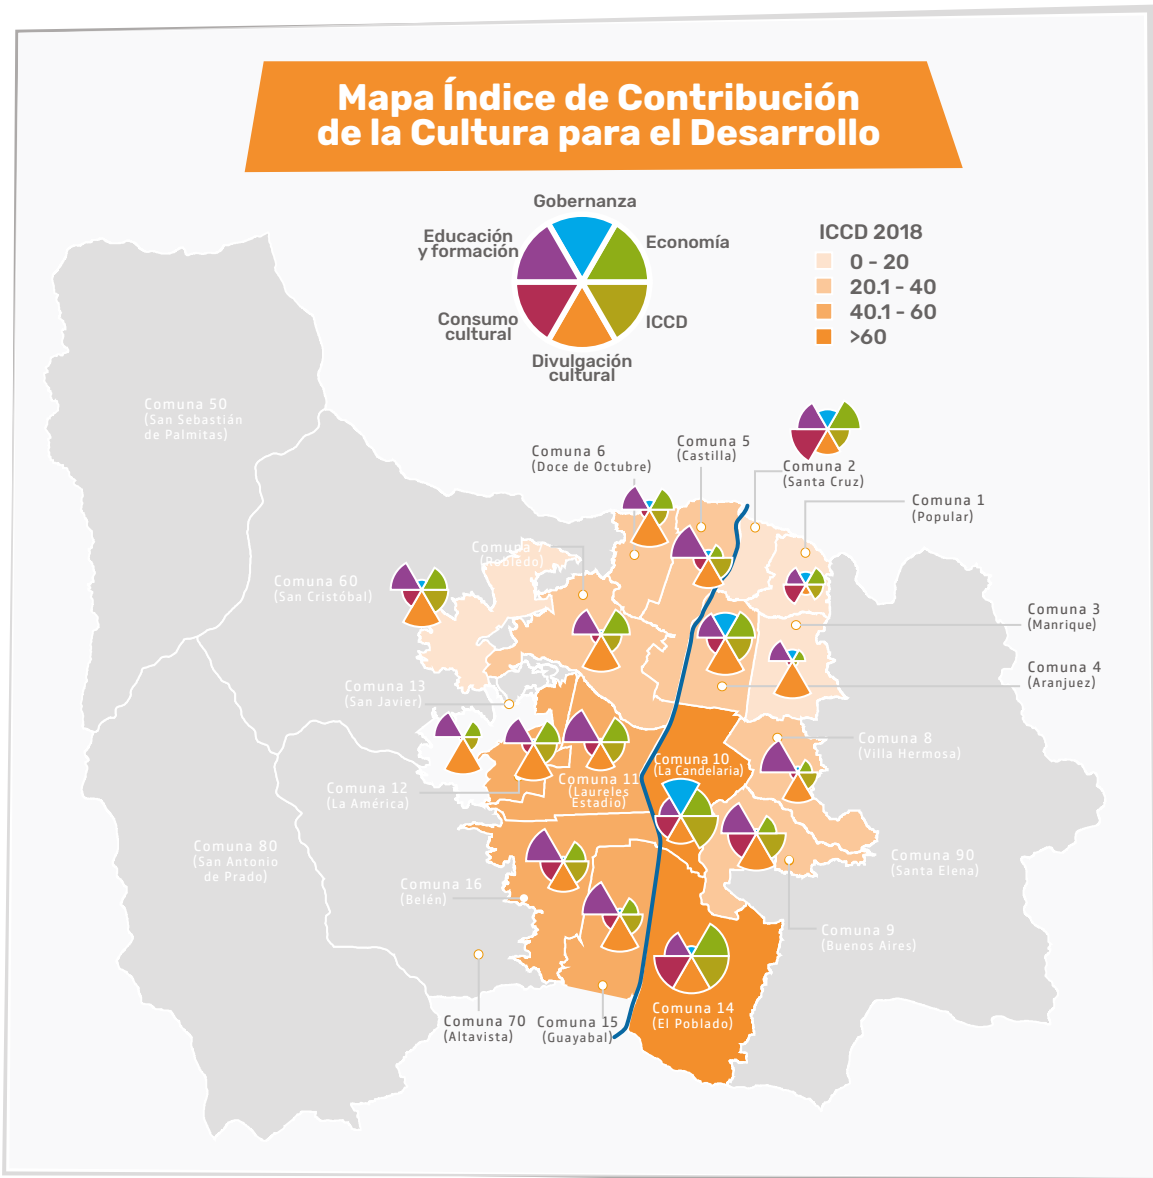 Mapa Índice de Contribución
de la Cultura para el Desarrollo
Gobernanza
Educación
y formación
Economía
Consumo
cultural
ICCD
Divulgación
cultural
ICCD 2018
0 - 20
20.1 - 40
40.1 - 60
>60
Comuna 50
(San Sebastián
de Palmitas)
Comuna 6
(Doce de Octubre)
Comuna 5
(Castilla)
Comuna 2
(Santa Cruz)
Comuna 1
(Popular)
Comuna 7
(Robledo)
Comuna 60
(San Cristóbal)
Comuna 3
(Manrique)
Comuna 4
(Aranjuez)
Comuna 13
(San Javier)
Comuna 8
(Villa Hermosa)
Comuna 10
(La Candelaria)
Comuna 11
(Laureles
Estadio)
Comuna 12
(La América)
Comuna 80
(San Antonio
de Prado)
Comuna 90
(Santa Elena)
Comuna 16
(Belén)
Comuna 9
(Buenos Aires)
Comuna 14
(El Poblado)
Comuna 70
(Altavista)
Comuna 15
(Guayabal)